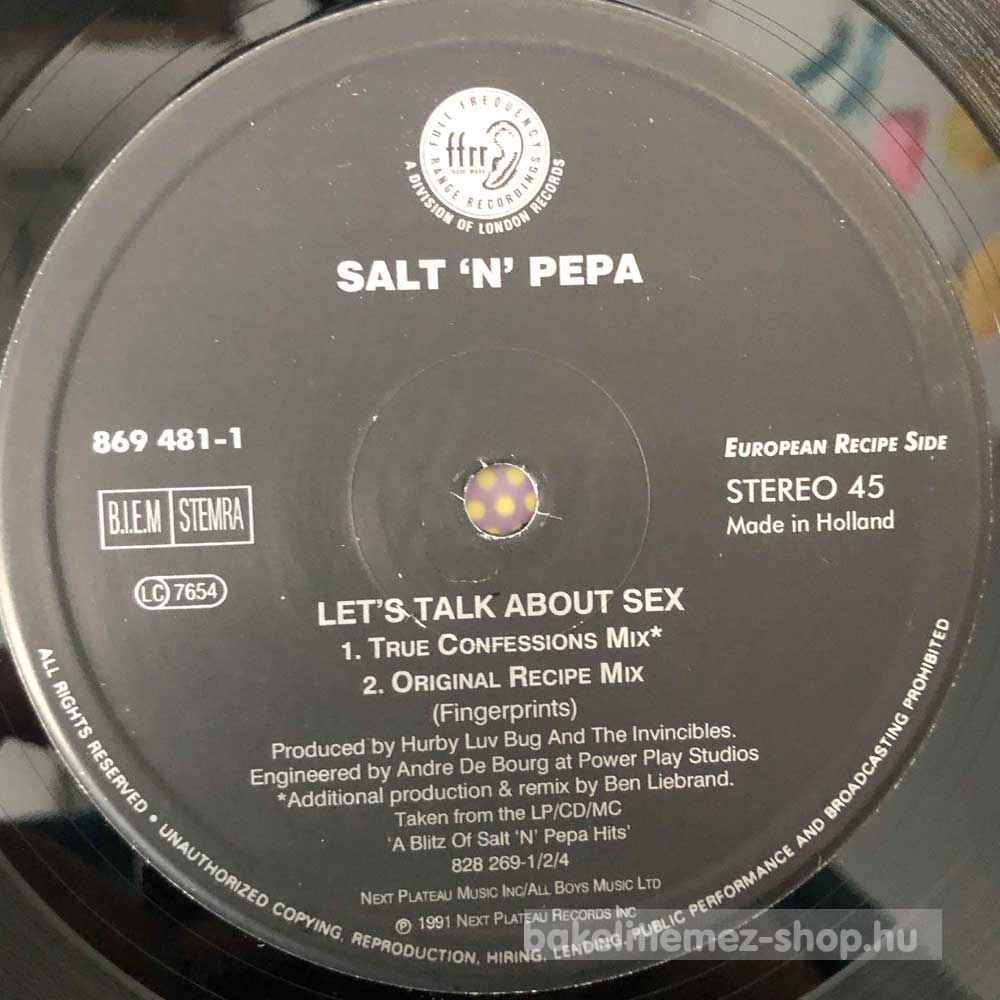 FULL FREQUENCY
ffrr
RANGE RECORDINGS
A DIVISION OF LONDON RECORDS
SALT 'N' PEPA
869 481-1
EUROPEAN RECIPE SIDE
STEREO 45
Made in Holland
B.I.E.M STEMRA
LC 7654
LET'S TALK ABOUT SEX
1. TRUE CONFESSIONS MIX*
2. ORIGINAL RECIPE MIX
(Fingerprints)
Produced by Hurby Luv Bug And The Invincibles.
Engineered by Andre De Bourg at Power Play Studios
*Additional production & remix by Ben Liebrand.
Taken from the LP/CD/MC
'A Blitz Of Salt 'N' Pepa Hits'
828 269-1/2/4
NEXT PLATEAU MUSIC INC/ALL BOYS MUSIC LTD
℗ 1991 NEXT PLATEAU RECORDS INC
ALL RIGHTS RESERVED • UNAUTHORIZED COPYING, REPRODUCTION, HIRING, LENDING, PUBLIC PERFORMANCE AND BROADCASTING PROHIBITED
bakelitlemez-shop.hu